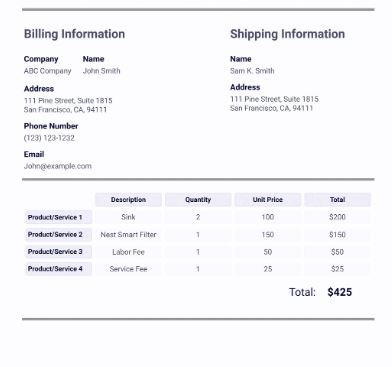 Billing Information
Shipping Information
Company Name
ABC Company John Smith
Name
Sam K. Smith
Address
111 Pine Street, Suite 1815
San Francisco, CA, 94111
Address
111 Pine Street, Suite 1815
San Francisco, CA, 94111
Phone Number
(123) 123-1232
Email
John@example.com
Description Quantity Unit Price Total
Product/Service 1 Sink 2 100 $200
Product/Service 2 Nest Smart Filter 1 150 $150
Product/Service 3 Labor Fee 1 50 $50
Product/Service 4 Service Fee 1 25 $25
Total: $425